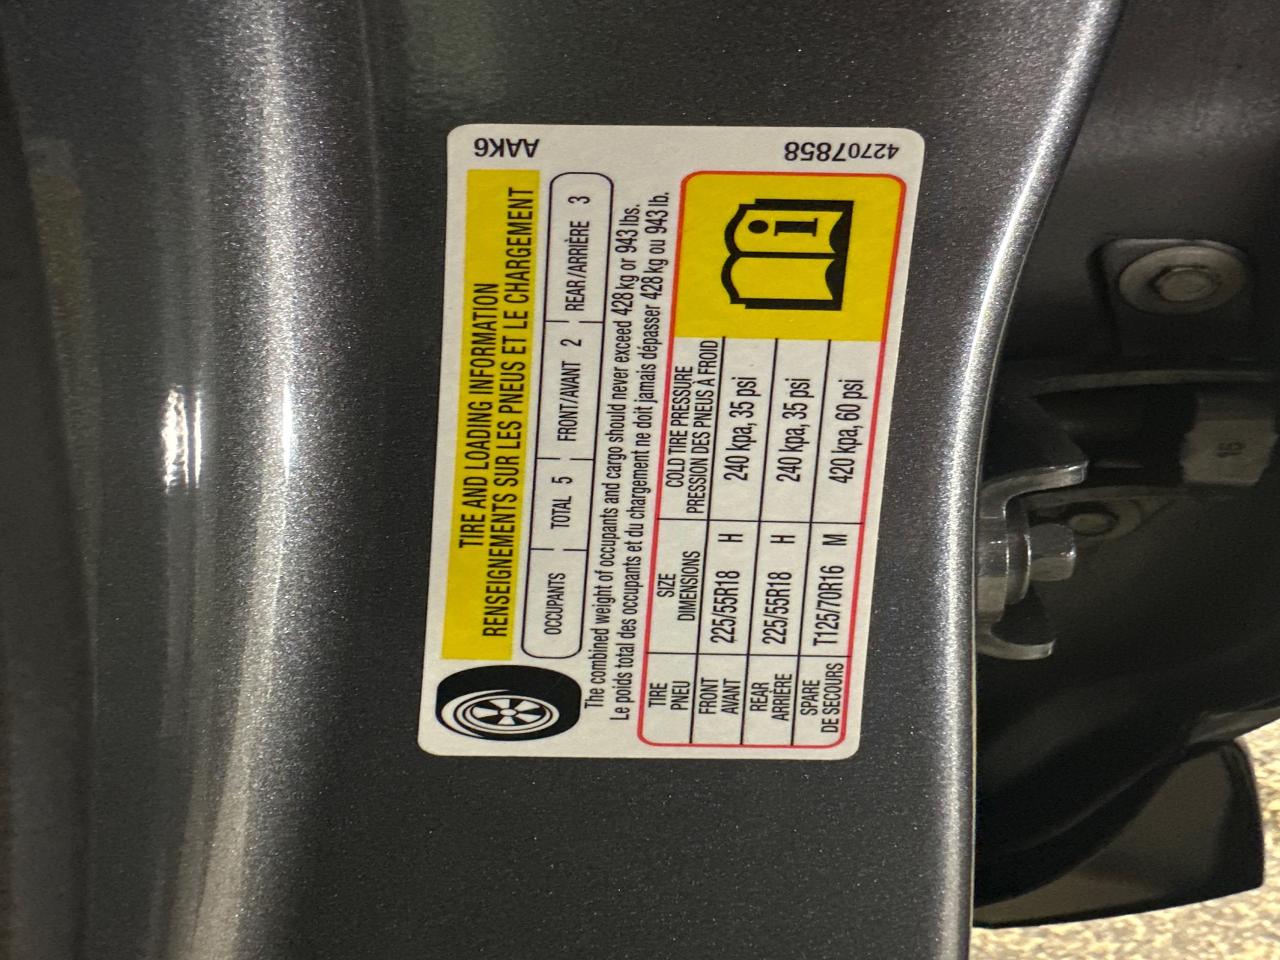 TIRE AND LOADING INFORMATION
RENSEIGNEMENTS SUR LES PNEUS ET LE CHARGEMENT
OCCUPANTS TOTAL 5 FRONT/AVANT 2 REAR/ARRIÈRE 3
The combined weight of occupants and cargo should never exceed 428 kg or 943 lbs.
Le poids total des occupants et du chargement ne doit jamais dépasser 428 kg ou 943 lb.
TIRE SIZE COLD TIRE PRESSURE
PNEU DIMENSIONS PRESSION DES PNEUS À FROID
FRONT
AVANT 225/55R18 H 240 kpa, 35 psi
REAR
ARRIÈRE 225/55R18 H 240 kpa, 35 psi
SPARE
DE SECOURS T125/70R16 M 420 kpa, 60 psi
AAK6
42707858